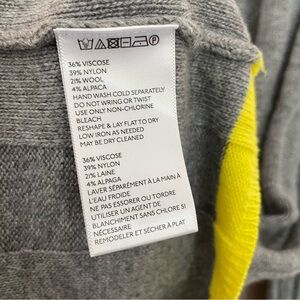 36% VISCOSE
39% NYLON
21% WOOL
4% ALPACA
HAND WASH COLD SEPARATELY
DO NOT WRING OR TWIST
USE ONLY NON-CHLORINE
BLEACH
RESHAPE & LAY FLAT TO DRY
LOW IRON AS NEEDED
MAY BE DRY CLEANED
36% VISCOSE
39% NYLON
21% LAINE
4% ALPAGA
LAVER SÉPARÉMENT À LA MAIN À
L'EAU FROIDE
NE PAS ESSORER OU TORDRE
UTILISER UN AGENT DE
BLANCHIMENT SANS CHLORE SI
NÉCESSAIRE
REMODELER ET SÉCHER À PLAT